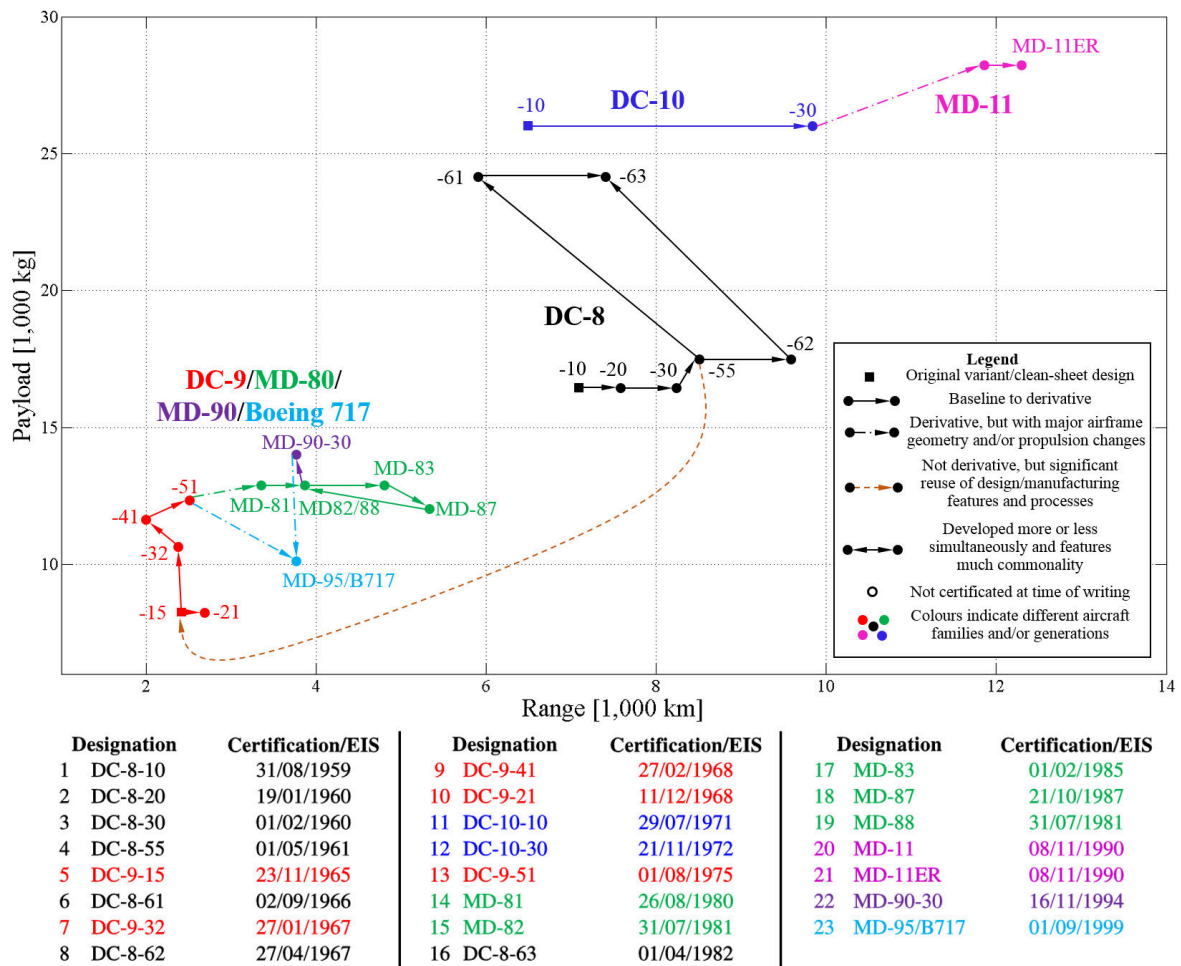 30
25
20
15
10
Payload [1,000 kg]
2
4
6
8
10
12
14
Range [1,000 km]
MD-11ER
MD-11
DC-10
-10
-30
-61
-63
DC-8
-62
-10
-20
-30
-55
DC-9/MD-80/
MD-90/Boeing 717
MD-90-30
MD-83
-51
MD-81
MD82/88
MD-87
-41
-32
MD-95/B717
-15
-21
Legend
Original variant/clean-sheet design
Baseline to derivative
Derivative, but with major airframe
geometry and/or propulsion changes
Not derivative, but significant
reuse of design/manufacturing
features and processes
Developed more or less
simultaneously and features
much commonality
Not certificated at time of writing
Colours indicate different aircraft
families and/or generations
Designation Certification/EIS
1 DC-8-10 31/08/1959
2 DC-8-20 19/01/1960
3 DC-8-30 01/02/1960
4 DC-8-55 01/05/1961
5 DC-9-15 23/11/1965
6 DC-8-61 02/09/1966
7 DC-9-32 27/01/1967
8 DC-8-62 27/04/1967
Designation Certification/EIS
9 DC-9-41 27/02/1968
10 DC-9-21 11/12/1968
11 DC-10-10 29/07/1971
12 DC-10-30 21/11/1972
13 DC-9-51 01/08/1975
14 MD-81 26/08/1980
15 MD-82 31/07/1981
16 DC-8-63 01/04/1982
Designation Certification/EIS
17 MD-83 01/02/1985
18 MD-87 21/10/1987
19 MD-88 31/07/1981
20 MD-11 08/11/1990
21 MD-11ER 08/11/1990
22 MD-90-30 16/11/1994
23 MD-95/B717 01/09/1999